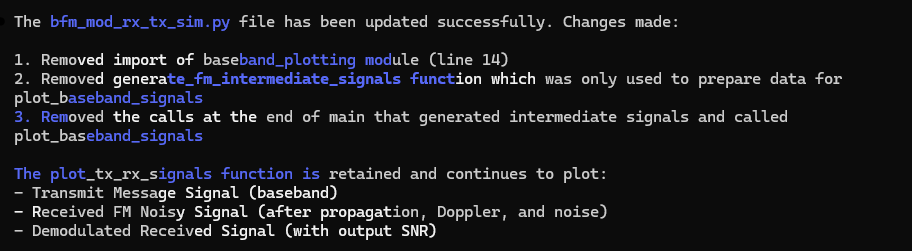 The bfm_mod_rx_tx_sim.py file has been updated successfully. Changes made:
1. Removed import of baseband_plotting module (line 14)
2. Removed generate_fm_intermediate_signals function which was only used to prepare data for
plot_baseband_signals
3. Removed the calls at the end of main that generated intermediate signals and called
plot_baseband_signals
The plot_tx_rx_signals function is retained and continues to plot:
- Transmit Message Signal (baseband)
- Received FM Noisy Signal (after propagation, Doppler, and noise)
- Demodulated Received Signal (with output SNR)